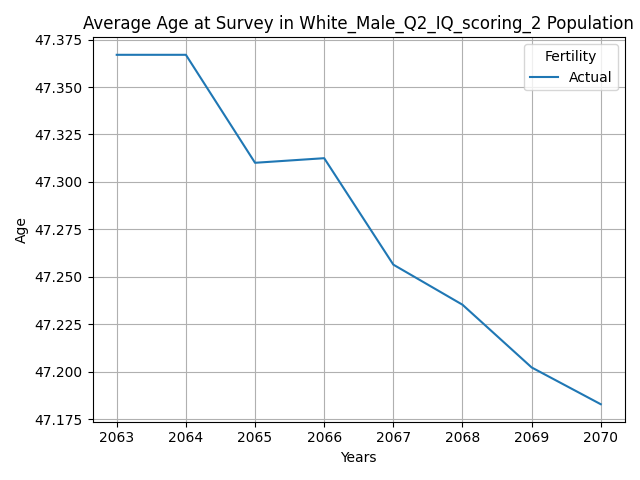 Average Age at Survey in White_Male_Q2_IQ_scoring_2 Population
47.375
47.350
47.325
47.300
47.275
47.250
47.225
47.200
47.175
Age
Fertility
Actual
2063 2064 2065 2066 2067 2068 2069 2070
Years